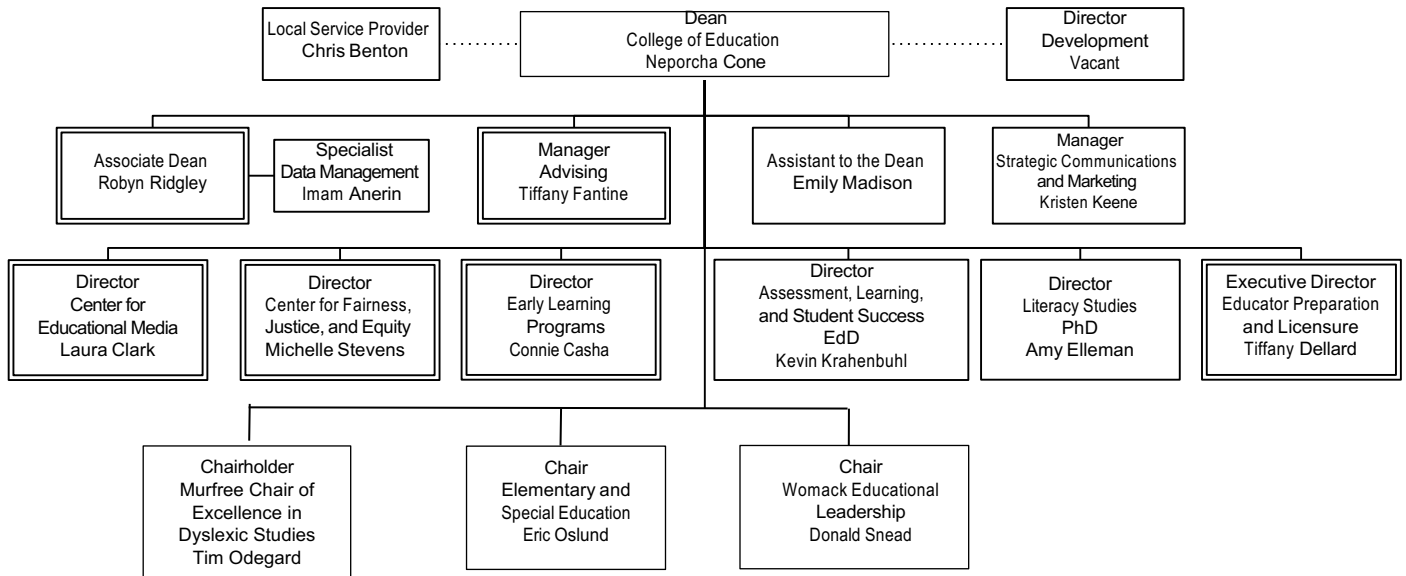 Local Service Provider
Chris Benton
Dean
College of Education
Neporcha Cone
Director
Development
Vacant
Associate Dean
Robyn Ridgley
Specialist
Data Management
Imam Anerin
Manager
Advising
Tiffany Fantine
Assistant to the Dean
Emily Madison
Manager
Strategic Communications
and Marketing
Kristen Keene
Director
Center for
Educational Media
Laura Clark
Director
Center for Fairness,
Justice, and Equity
Michelle Stevens
Director
Early Learning
Programs
Connie Casha
Director
Assessment, Learning,
and Student Success
EdD
Kevin Krahenbuhl
Director
Literacy Studies
PhD
Amy Elleman
Executive Director
Educator Preparation
and Licensure
Tiffany Dellard
Chairholder
Murfree Chair of
Excellence in
Dyslexic Studies
Tim Odegard
Chair
Elementary and
Special Education
Eric Oslund
Chair
Womack Educational
Leadership
Donald Snead